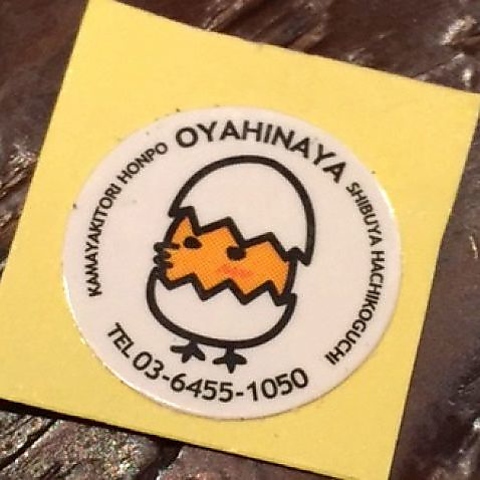 KAMAYAKITORI HONPO
OYAHINAYA
SHIBUYA HACHIKOGUCHI
TEL 03-6455-1050